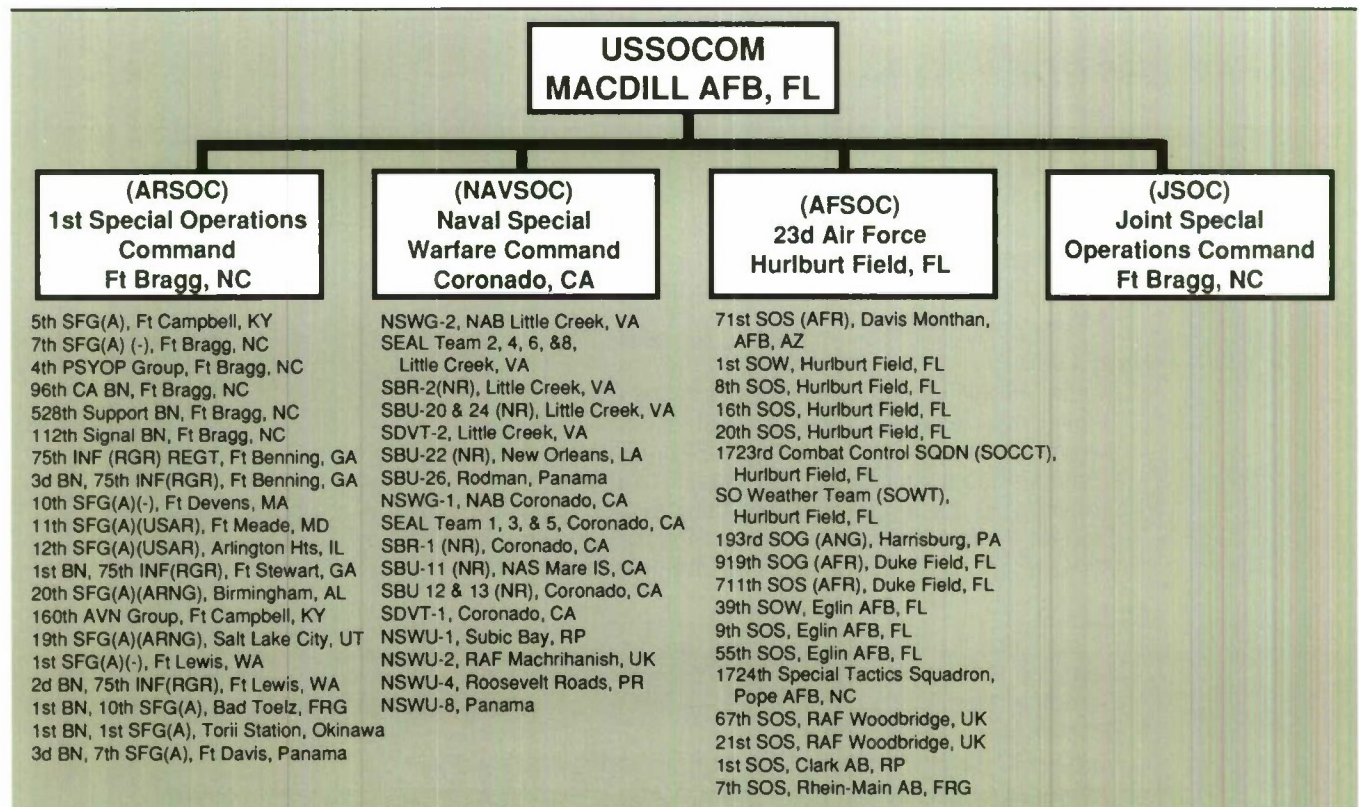 USSOCOM
MACDILL AFB, FL
(ARSOC)
1st Special Operations
Command
Ft Bragg, NC
5th SFG(A), Ft Campbell, KY
7th SFG(A) (-), Ft Bragg, NC
4th PSYOP Group, Ft Bragg, NC
96th CA BN, Ft Bragg, NC
528th Support BN, Ft Bragg, NC
112th Signal BN, Ft Bragg, NC
75th INF (RGR) REGT, Ft Benning, GA
3d BN, 75th INF(RGR), Ft Benning, GA
10th SFG(A)(-), Ft Devens, MA
11th SFG(A)(USAR), Ft Meade, MD
12th SFG(A)(USAR), Arlington Hts, IL
1st BN, 75th INF(RGR), Ft Stewart, GA
20th SFG(A)(ARNG), Birmingham, AL
160th AVN Group, Ft Campbell, KY
19th SFG(A)(ARNG), Salt Lake City, UT
1st SFG(A)(-), Ft Lewis, WA
2d BN, 75th INF(RGR), Ft Lewis, WA
1st BN, 10th SFG(A), Bad Toelz, FRG
1st BN, 1st SFG(A), Torii Station, Okinawa
3d BN, 7th SFG(A), Ft Davis, Panama
(NAVSOC)
Naval Special
Warfare Command
Coronado, CA
NSWG-2, NAB Little Creek, VA
SEAL Team 2, 4, 6, &8,
Little Creek, VA
SBR-2(NR), Little Creek, VA
SBU-20 & 24 (NR), Little Creek, VA
SDVT-2, Little Creek, VA
SBU-22 (NR), New Orleans, LA
SBU-26, Rodman, Panama
NSWG-1, NAB Coronado, CA
SEAL Team 1, 3, & 5, Coronado, CA
SBR-1 (NR), Coronado, CA
SBU-11 (NR), NAS Mare IS, CA
SBU 12 & 13 (NR), Coronado, CA
SDVT-1, Coronado, CA
NSWU-1, Subic Bay, RP
NSWU-2, RAF Machrihanish, UK
NSWU-4, Roosevelt Roads, PR
NSWU-8, Panama
(AFSOC)
23d Air Force
Hurlburt Field, FL
71st SOS (AFR), Davis Monthan,
AFB, AZ
1st SOW, Hurlburt Field, FL
8th SOS, Hurlburt Field, FL
16th SOS, Hurlburt Field, FL
20th SOS, Hurlburt Field, FL
1723rd Combat Control SQDN (SOCCT),
Hurlburt Field, FL
SO Weather Team (SOWT),
Hurlburt Field, FL
193rd SOG (ANG), Harrisburg, PA
919th SOG (AFR), Duke Field, FL
711th SOS (AFR), Duke Field, FL
39th SOW, Eglin AFB, FL
9th SOS, Eglin AFB, FL
55th SOS, Eglin AFB, FL
1724th Special Tactics Squadron,
Pope AFB, NC
67th SOS, RAF Woodbridge, UK
21st SOS, RAF Woodbridge, UK
1st SOS, Clark AB, RP
7th SOS, Rhein-Main AB, FRG
(JSOC)
Joint Special
Operations Command
Ft Bragg, NC